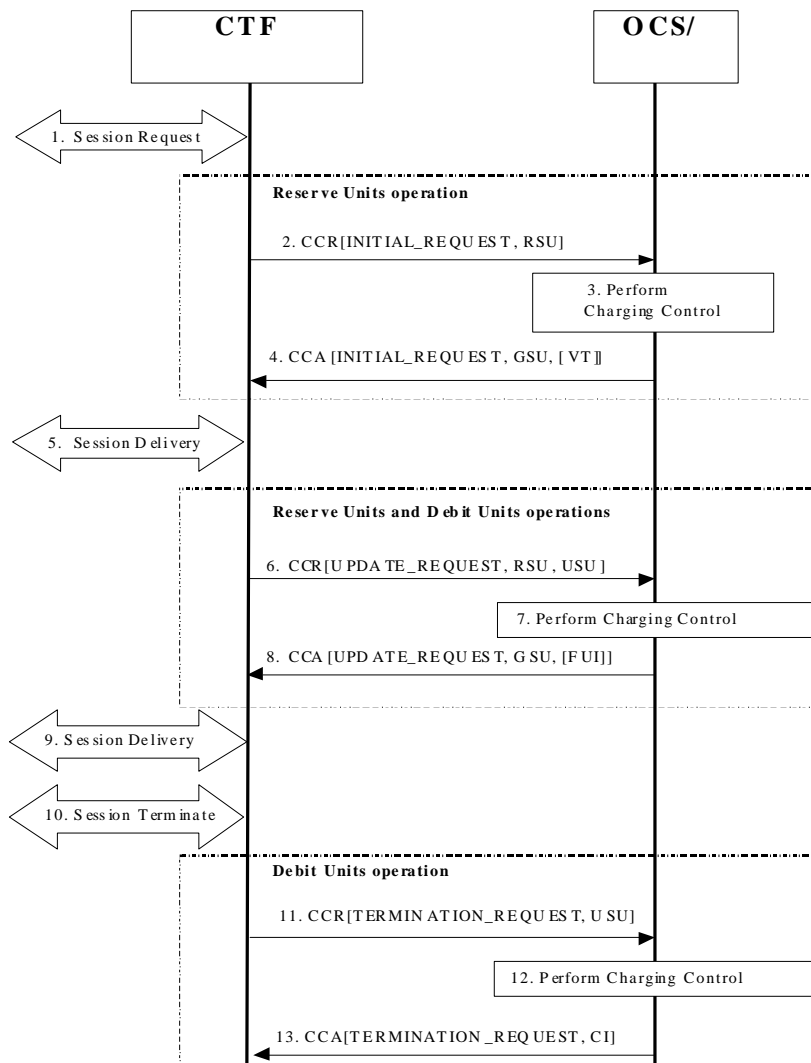 CTF
OCS/
1. Session Request
Reserve Units operation
2. CCR[INITIAL_REQUEST, RSU]
3. Perform
Charging Control
4. CCA [INITIAL_REQUEST, GSU, [VT]]
5. Session Delivery
Reserve Units and Debit Units operations
6. CCR[UPDATE_REQUEST, RSU, USU]
7. Perform Charging Control
8. CCA[UPDATE_REQUEST, GSU, [FUI]]
9. Session Delivery
10. Session Terminate
Debit Units operation
11. CCR[TERMINATION_REQUEST, USU]
12. Perform Charging Control
13. CCA[TERMINATION_REQUEST, CI]